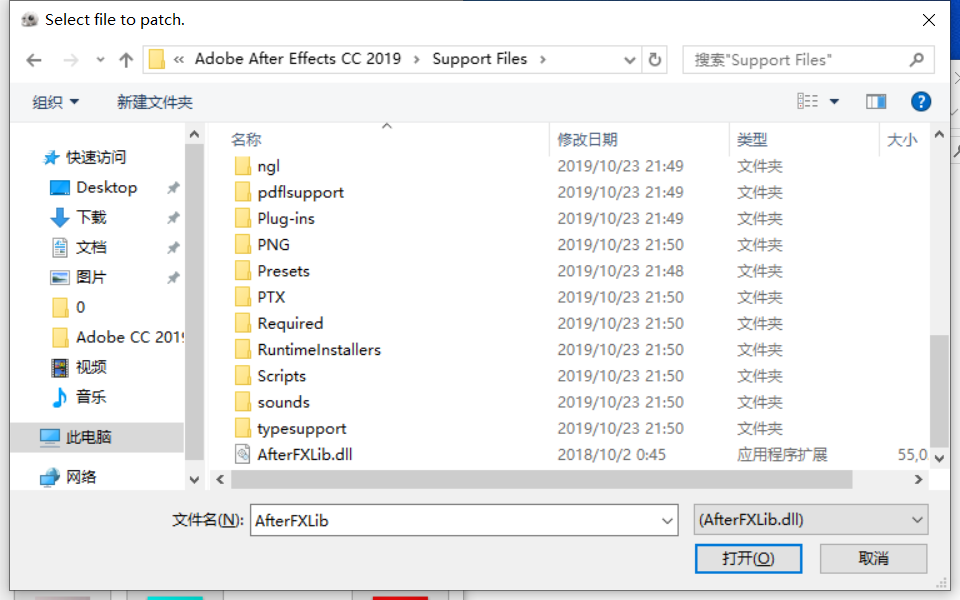 Select file to patch.
« Adobe After Effects CC 2019 › Support Files ›
搜索"Support Files"
组织
新建文件夹
快速访问
Desktop
下载
文档
图片
0
Adobe CC 2019
视频
音乐
此电脑
网络
名称 修改日期 类型 大小
ngl 2019/10/23 21:49 文件夹
pdflsupport 2019/10/23 21:49 文件夹
Plug-ins 2019/10/23 21:49 文件夹
PNG 2019/10/23 21:50 文件夹
Presets 2019/10/23 21:48 文件夹
PTX 2019/10/23 21:50 文件夹
Required 2019/10/23 21:50 文件夹
RuntimeInstallers 2019/10/23 21:50 文件夹
Scripts 2019/10/23 21:50 文件夹
sounds 2019/10/23 21:50 文件夹
typesupport 2019/10/23 21:50 文件夹
AfterFXLib.dll 2018/10/2 0:45 应用程序扩展 55,0
文件名(N): AfterFXLib
(AfterFXLib.dll)
打开(O)
取消